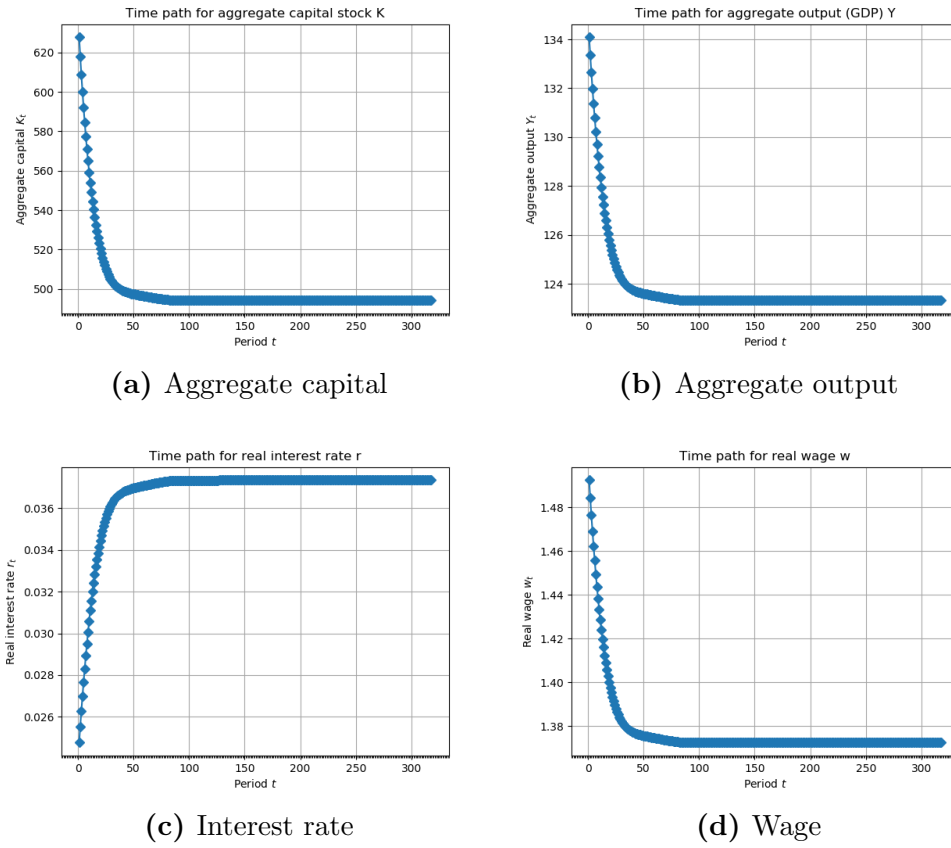 Time path for aggregate capital stock K
620
600
580
560
540
520
500
Aggregate capital K_t
0 50 100 150 200 250 300
Period t
(a) Aggregate capital
Time path for aggregate output (GDP) Y
134
132
130
128
126
124
Aggregate output Y_t
0 50 100 150 200 250 300
Period t
(b) Aggregate output
Time path for real interest rate r
0.036
0.034
0.032
0.030
0.028
0.026
Real interest rate r_t
0 50 100 150 200 250 300
Period t
(c) Interest rate
Time path for real wage w
1.48
1.46
1.44
1.42
1.40
1.38
Real wage w_t
0 50 100 150 200 250 300
Period t
(d) Wage